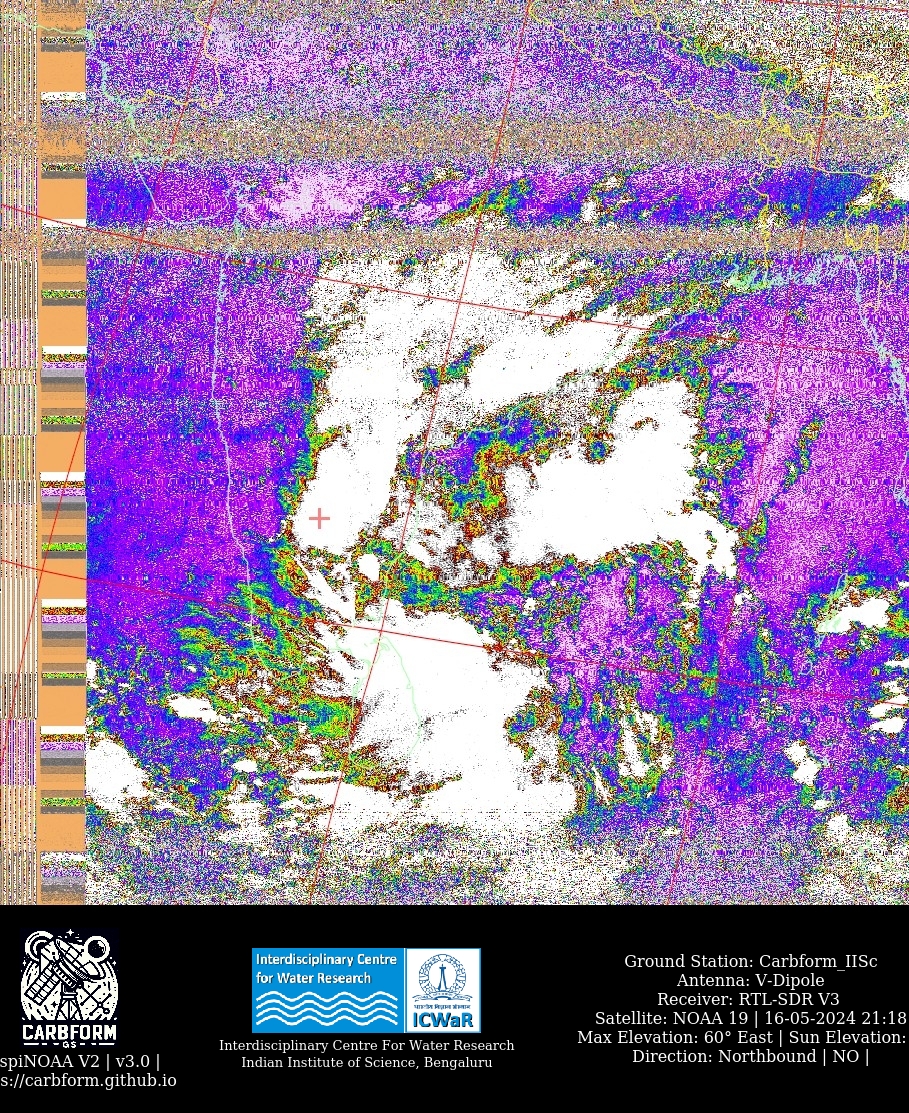 CARBFORM
GS
spiNOAA V2 | v3.0 |
s://carbform.github.io
Interdisciplinary Centre
for Water Research
ICWaR
Interdisciplinary Centre For Water Research
Indian Institute of Science, Bengaluru
Ground Station: Carbform_IISc
Antenna: V-Dipole
Receiver: RTL-SDR V3
Satellite: NOAA 19 | 16-05-2024 21:18
Max Elevation: 60° East | Sun Elevation:
Direction: Northbound | NO |